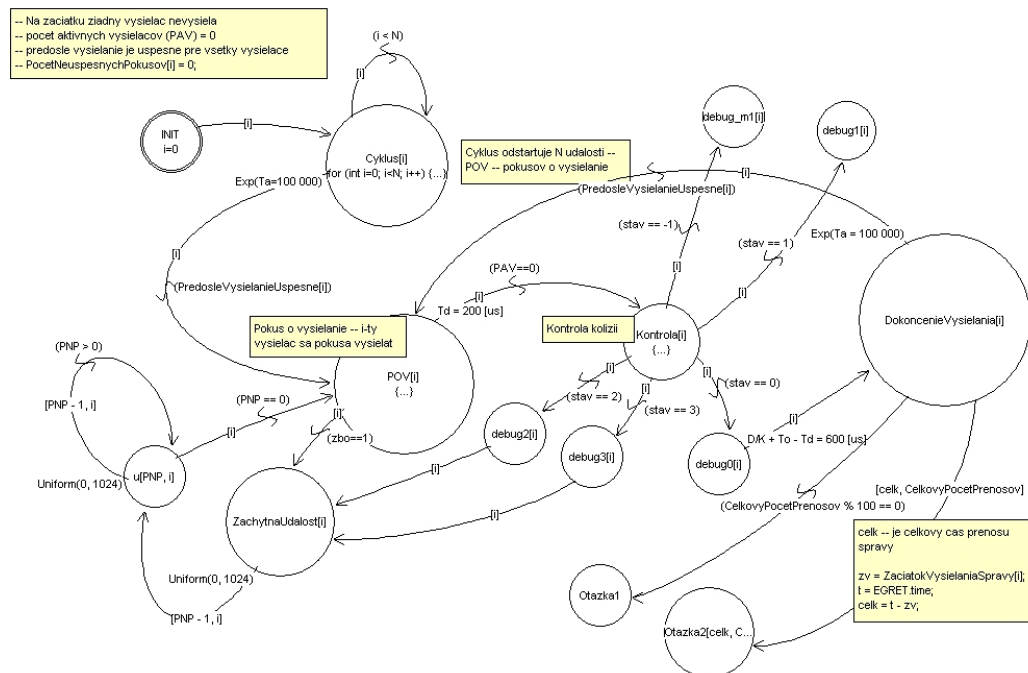 -- Na zaciatku ziadny vysielac nevysiela
-- pocet aktivnych vysielacov (PAV) = 0
-- predosle vysielanie je uspesne pre vsetky vysielace
-- PocetNeuspesnychPokusov[i] = 0;
(i < N)
[i]
INIT
i=0
[i]
Cyklus[i]
for (int i=0; i<N; i++) {...}
Exp(Ta=100 000)
Cyklus odstartuje N udalosti --
POV -- pokusov o vysielanie
debug_m1[i]
debug1[i]
[i]
(PredosleVysielanieUspesne[i])
(stav == -1)
(stav == 1)
Exp(Ta = 100 000)
[i]
(PredosleVysielanieUspesne[i])
(PAV==0)
[i]
Td = 200 [us]
[i]
[i]
Pokus o vysielanie -- i-ty
vysielac sa pokusa vysielat
Kontrola kolizii
Kontrola[i]
{...}
DokoncenieVysielania[i]
(PNP > 0)
[PNP - 1, i]
(PNP == 0)
[i]
POV[i]
{...}
[i]
(zbo==1)
[i]
(stav == 2)
[i]
(stav == 3)
[i]
(stav == 0)
[i]
D/K + To - Td = 600 [us]
debug2[i]
debug3[i]
debug0[i]
[i]
[i]
u[PNP, i]
Uniform(0, 1024)
ZachytnaUdalost[i]
Uniform(0, 1024)
[PNP - 1, i]
[celk, CelkovyPocetPrenosov]
(CelkovyPocetPrenosov % 100 == 0)
Otazka1
Otazka2[celk, C...
celk -- je celkovy cas prenosu
spravy
zv = ZaciatokVysielaniaSpravy[i];
t = EGRET.time;
celk = t - zv;